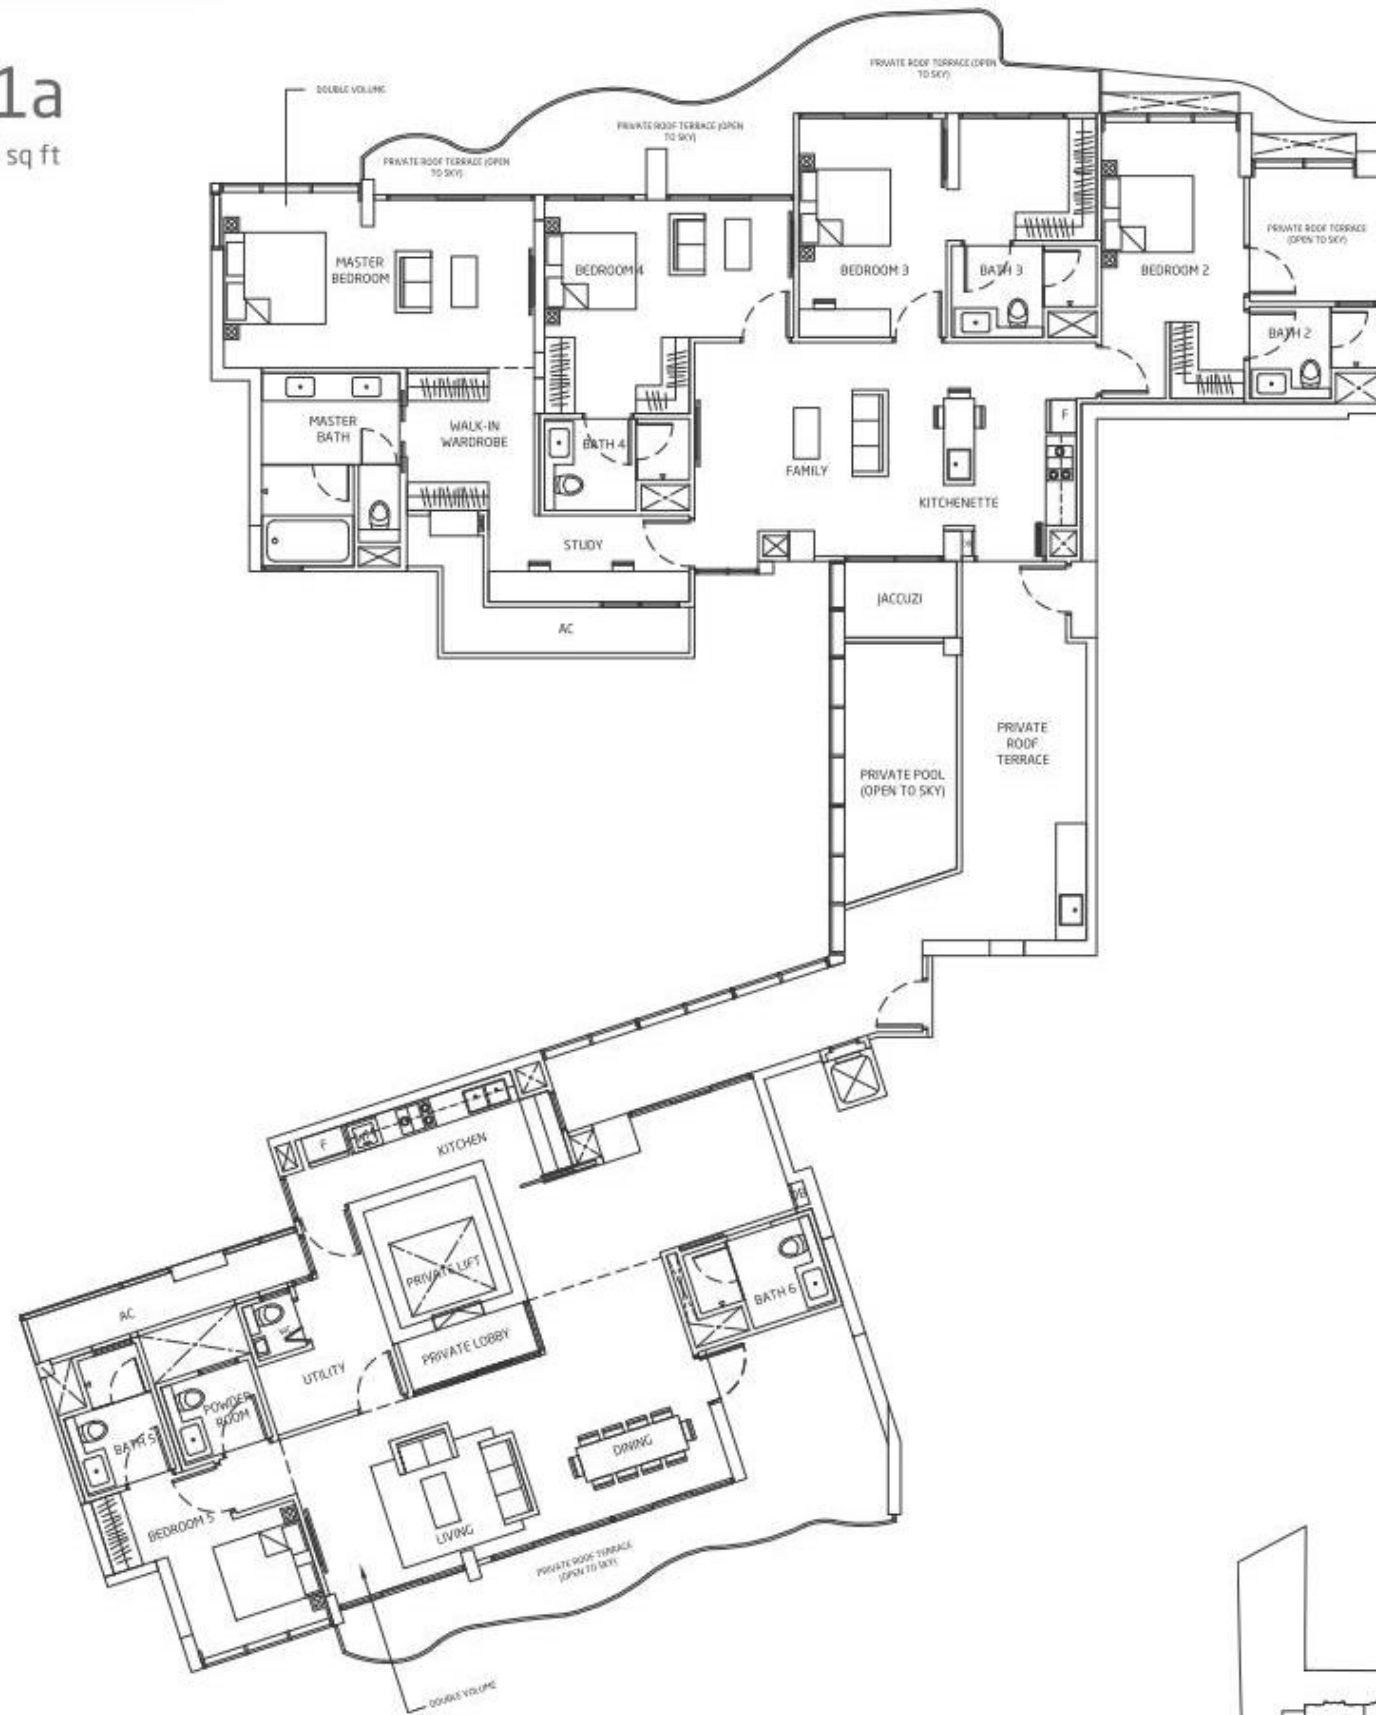 1a
sq ft
DOUBLE VOLUME
PRIVATE ROOF TERRACE (OPEN
TO SKY)
PRIVATE ROOF TERRACE (OPEN
TO SKY)
PRIVATE ROOF TERRACE (OPEN
TO SKY)
MASTER
BEDROOM
BEDROOM 4
BEDROOM 3
BATH 3
BEDROOM 2
PRIVATE ROOF TERRACE
(OPEN TO SKY)
BATH 2
MASTER
BATH
WALK-IN
WARDROBE
BATH 4
FAMILY
F
KITCHENETTE
STUDY
DB
AC
JACCUZI
PRIVATE POOL
(OPEN TO SKY)
PRIVATE
ROOF
TERRACE
F
KITCHEN
DB
PRIVATE LIFT
PRIVATE LOBBY
BATH 6
AC
UTILITY
POWDER
ROOM
BATH 5
BEDROOM 5
LIVING
DINING
PRIVATE ROOF TERRACE
(OPEN TO SKY)
DOUBLE VOLUME